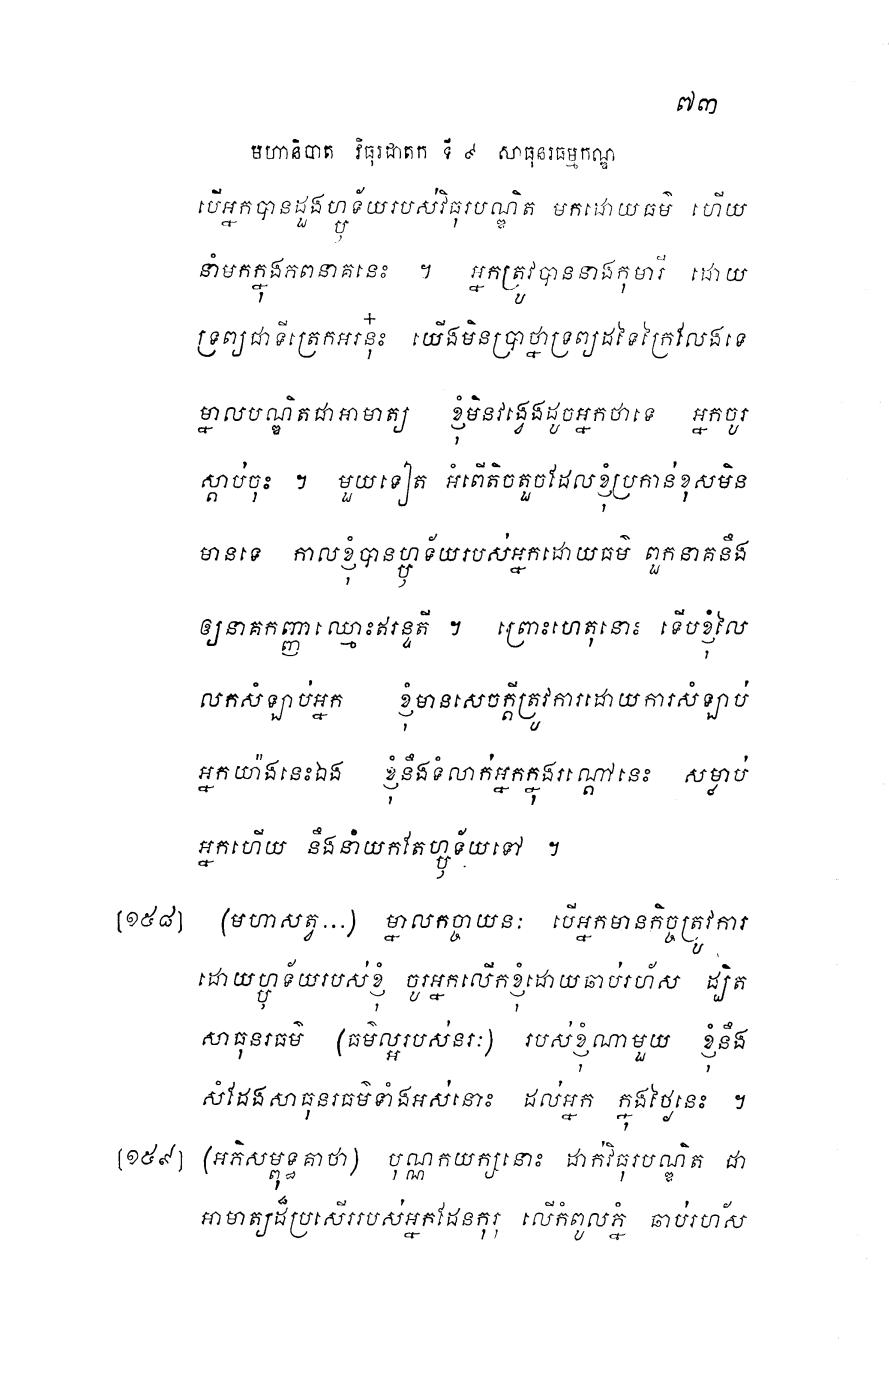 ៧៣
មហានិបាត វិធុរជាតក ទី ៩ សាធុនរធម្មកណ្ឌ
បើអ្នកបានដួងហ្ឫទ័យរបស់វិធុរបណ្ឌិត មកដោយធម៌ ហើយ
នាំមកក្នុងភពនាគនេះ ។ អ្នកត្រូវបាននាងកុមារី ដោយ
ទ្រព្យជាទីត្រេកអរនុ៎ះ យើងមិនប្រាថ្នាទ្រព្យដទៃក្រៃលែងទេ
ម្នាលបណ្ឌិតជាអាមាត្យ ខ្ញុំមិនវង្វេងដូចអ្នកថាទេ អ្នកចូរ
ស្តាប់ចុះ ។ មួយទៀត អំពើតិចតួចដែលខ្ញុំប្រកាន់ខុសមិន
មានទេ កាលខ្ញុំបានហ្ឫទ័យរបស់អ្នកដោយធម៌ ពួកនាគនឹង
ឲ្យនាគកញ្ញាឈ្មោះឥរន្ទតី ។ ព្រោះហេតុនោះ ទើបខ្ញុំលៃ
លកសំឡាប់អ្នក ខ្ញុំមានសេចក្តីត្រូវការដោយការសំឡាប់
អ្នកយ៉ាងនេះឯង ខ្ញុំនឹងទំលាក់អ្នកក្នុងរណ្តៅនេះ សម្លាប់
អ្នកហើយ នឹងនាំយកតែហ្ឫទ័យទៅ ។
[១៥៨] (មហាសត្វ...) ម្នាលកច្ចាយនៈ បើអ្នកមានកិច្ចត្រូវការ
ដោយហ្ឫទ័យរបស់ខ្ញុំ ចូរអ្នកលើកខ្ញុំដោយឆាប់រហ័ស ដ្បិត
សាធុនរធម៌ (ធម៌ល្អរបស់នរៈ) របស់ខ្ញុំណាមួយ ខ្ញុំនឹង
សំដែងសាធុនរធម៌ទាំងអស់នោះ ដល់អ្នក ក្នុងថ្ងៃនេះ ។
[១៥៩] (អភិសម្ពុទ្ធគាថា) បុណ្ណកយក្សនោះ ដាក់វិធុរបណ្ឌិត ជា
អាមាត្យដ៏ប្រសើររបស់អ្នកដែនកុរុ លើកំពូលភ្នំ ឆាប់រហ័ស